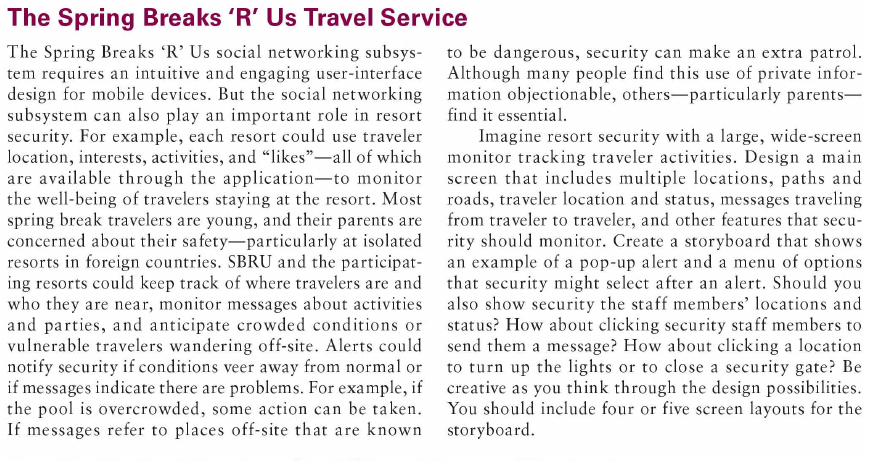 The Spring Breaks ‘R’ Us Travel Service
The Spring Breaks ‘R’ Us social networking subsys-
tem requires an intuitive and engaging user-interface
design for mobile devices. But the social networking
subsystem can also play an important role in resort
security. For example, each resort could use traveler
location, interests, activities, and “likes”—all of which
are available through the application—to monitor
the well-being of travelers staying at the resort. Most
spring break travelers are young, and their parents are
concerned about their safety—particularly at isolated
resorts in foreign countries. SBRU and the participat-
ing resorts could keep track of where travelers are and
who they are near, monitor messages about activities
and parties, and anticipate crowded conditions or
vulnerable travelers wandering off-site. Alerts could
notify security if conditions veer away from normal or
if messages indicate there are problems. For example, if
the pool is overcrowded, some action can be taken.
If messages refer to places off-site that are known
to be dangerous, security can make an extra patrol.
Although many people find this use of private infor-
mation objectionable, others—particularly parents—
find it essential.
Imagine resort security with a large, wide-screen
monitor tracking traveler activities. Design a main
screen that includes multiple locations, paths and
roads, traveler location and status, messages traveling
from traveler to traveler, and other features that secu-
rity should monitor. Create a storyboard that shows
an example of a pop-up alert and a menu of options
that security might select after an alert. Should you
also show security the staff members’ locations and
status? How about clicking security staff members to
send them a message? How about clicking a location
to turn up the lights or to close a security gate? Be
creative as you think through the design possibilities.
You should include four or five screen layouts for the
storyboard.